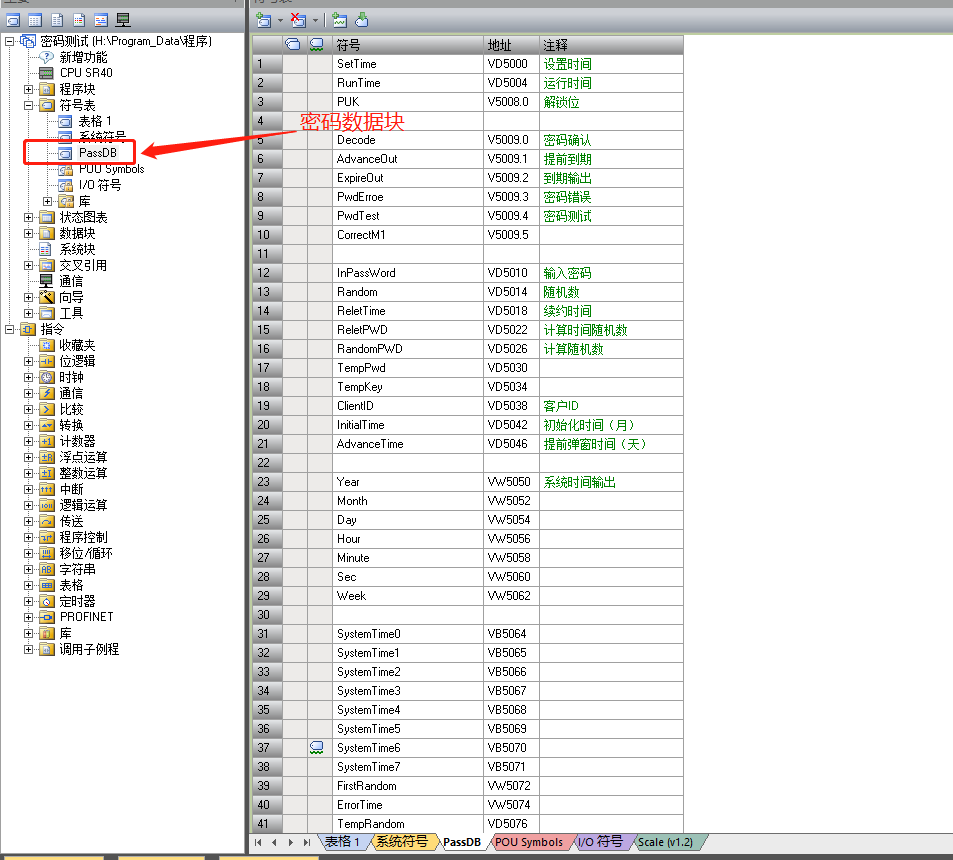 密码测试 (H:\Program_Data\程序)
新增功能
CPU SR40
程序块
符号表
表格 1
系统符号
PassDB
POU Symbols
I/O 符号
库
状态图表
数据块
系统块
交叉引用
通信
向导
工具
指令
收藏夹
位逻辑
时钟
通信
比较
转换
计数器
浮点运算
整数运算
中断
逻辑运算
传送
程序控制
移位/循环
字符串
表格
定时器
PROFINET
库
调用子例程
密码数据块
符号 地址 注释
1 SetTime VD5000 设置时间
2 RunTime VD5004 运行时间
3 PUK V5008.0 解锁位
4
5 Decode V5009.0 密码确认
6 AdvanceOut V5009.1 提前到期
7 ExpireOut V5009.2 到期输出
8 PwdErroe V5009.3 密码错误
9 PwdTest V5009.4 密码测试
10 CorrectM1 V5009.5
11
12 InPassWord VD5010 输入密码
13 Random VD5014 随机数
14 ReletTime VD5018 续约时间
15 ReletPWD VD5022 计算时间随机数
16 RandomPWD VD5026 计算随机数
17 TempPwd VD5030
18 TempKey VD5034
19 ClientID VD5038 客户ID
20 InitialTime VD5042 初始化时间（月）
21 AdvanceTime VD5046 提前弹窗时间（天）
22
23 Year VW5050 系统时间输出
24 Month VW5052
25 Day VW5054
26 Hour VW5056
27 Minute VW5058
28 Sec VW5060
29 Week VW5062
30
31 SystemTime0 VB5064
32 SystemTime1 VB5065
33 SystemTime2 VB5066
34 SystemTime3 VB5067
35 SystemTime4 VB5068
36 SystemTime5 VB5069
37 SystemTime6 VB5070
38 SystemTime7 VB5071
39 FirstRandom VW5072
40 ErrorTime VW5074
41 TempRandom VD5076
表格 1 系统符号 PassDB POU Symbols I/O 符号 Scale (v1.2)